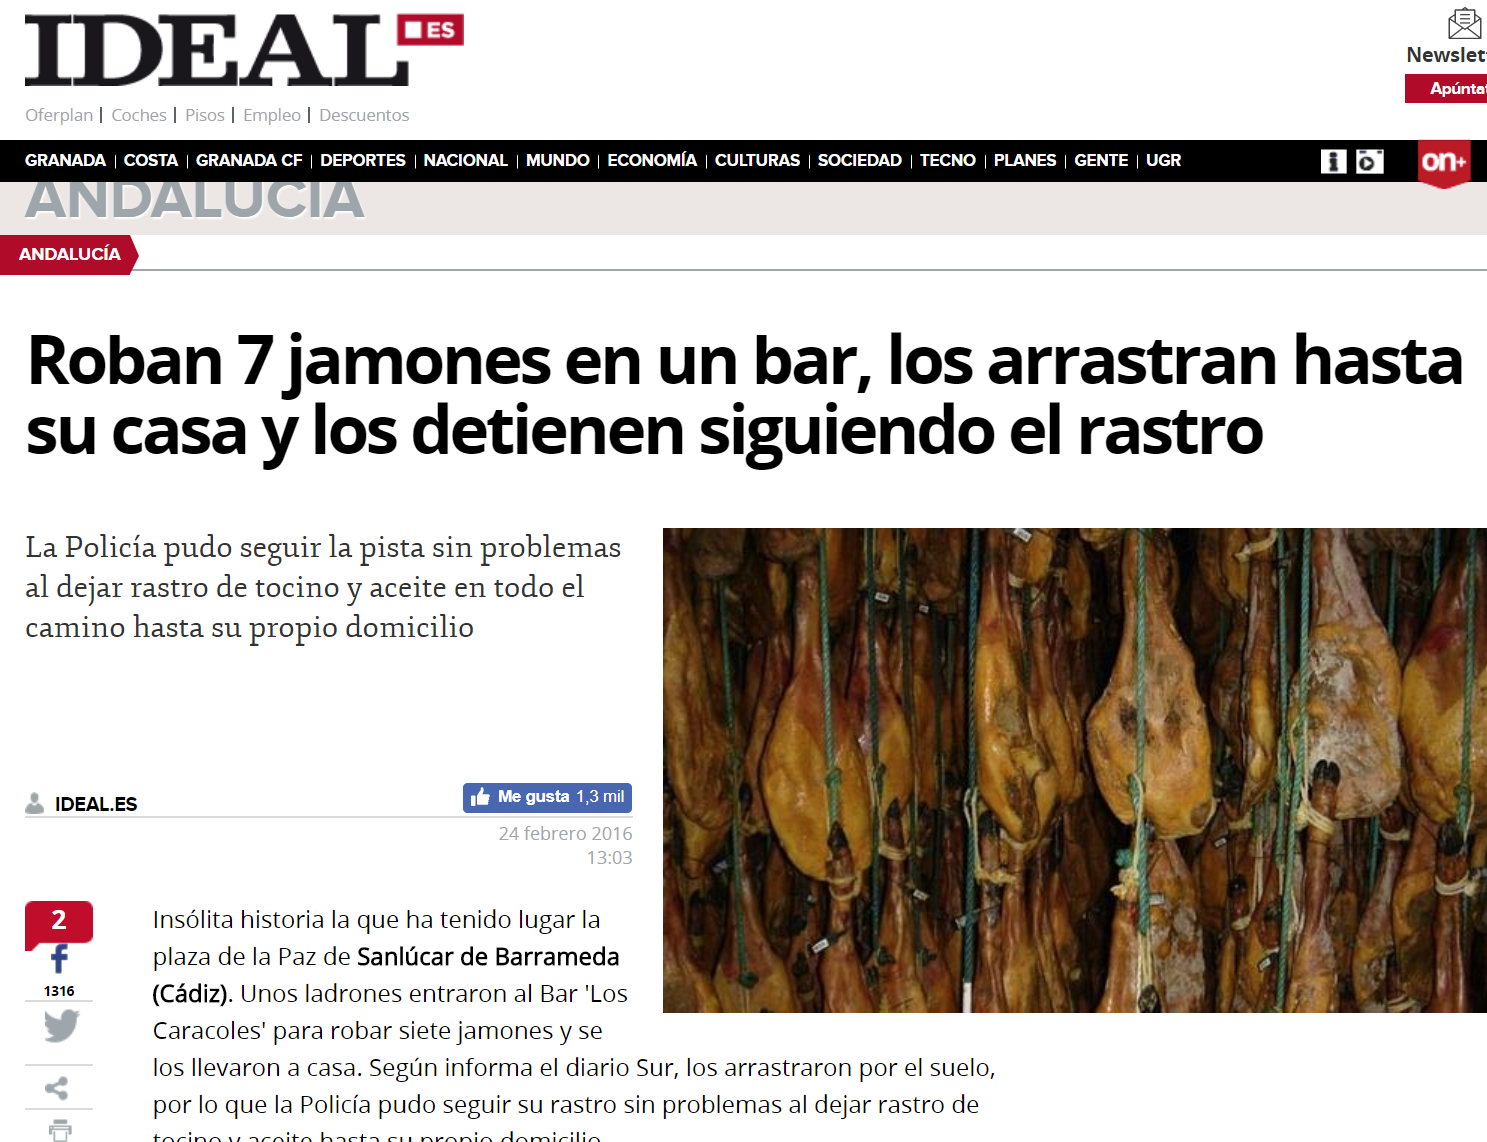 IDEAL ES
Newslet
Apúntat
Oferplan | Coches | Pisos | Empleo | Descuentos
GRANADA | COSTA | GRANADA CF | DEPORTES | NACIONAL | MUNDO | ECONOMÍA | CULTURAS | SOCIEDAD | TECNO | PLANES | GENTE | UGR
on+
ANDALUCÍA
ANDALUCÍA
Roban 7 jamones en un bar, los arrastran hasta
su casa y los detienen siguiendo el rastro
La Policía pudo seguir la pista sin problemas
al dejar rastro de tocino y aceite en todo el
camino hasta su propio domicilio
IDEAL.ES
Me gusta 1,3 mil
24 febrero 2016
13:03
2
1316
Insólita historia la que ha tenido lugar la
plaza de la Paz de Sanlúcar de Barrameda
(Cádiz). Unos ladrones entraron al Bar 'Los
Caracoles' para robar siete jamones y se
los llevaron a casa. Según informa el diario Sur, los arrastraron por el suelo,
por lo que la Policía pudo seguir su rastro sin problemas al dejar rastro de
tocino y aceite hasta su propio domicilio.